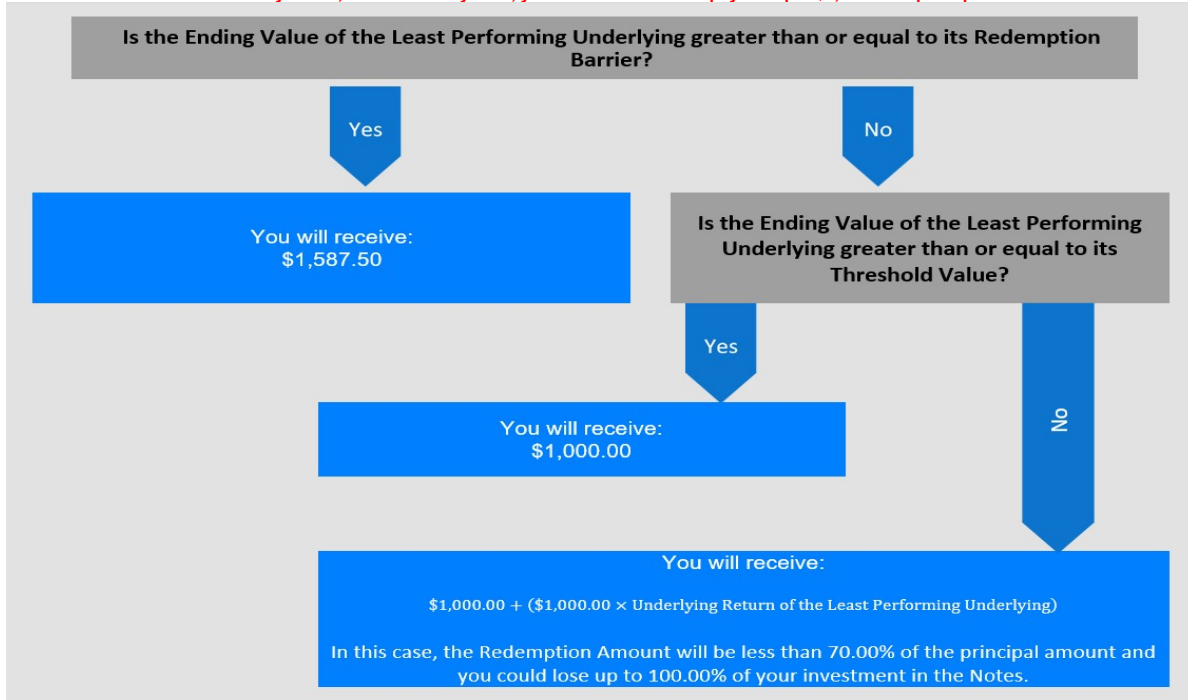 Is the Ending Value of the Least Performing Underlying greater than or equal to its Redemption
Barrier?
Yes
No
You will receive:
$1,587.50
Is the Ending Value of the Least Performing
Underlying greater than or equal to its
Threshold Value?
Yes
No
You will receive:
$1,000.00
You will receive:
$1,000.00 + ($1,000.00 × Underlying Return of the Least Performing Underlying)
In this case, the Redemption Amount will be less than 70.00% of the principal amount and
you could lose up to 100.00% of your investment in the Notes.